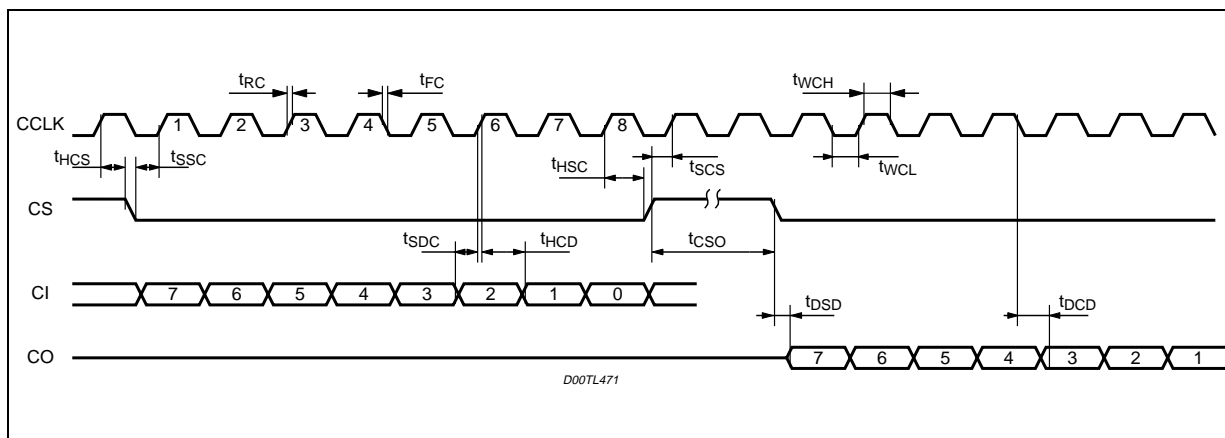 tRC tFC tWCH
CCLK 1 2 3 4 5 6 7 8
tHCS tSSC tHSC tSCS tWCL
CS
tSDC tHCD tCSO
CI 7 6 5 4 3 2 1 0
tDSD tDCD
CO 7 6 5 4 3 2 1
D00TL471